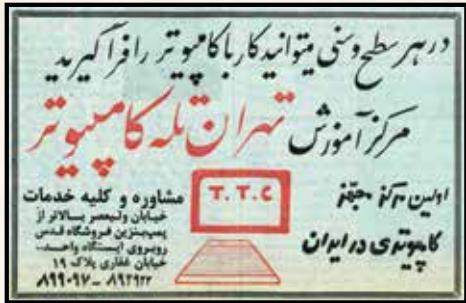 در هر سطح و سنی میتوانید کار با کامپیوتر را فرا گیرید
مرکز آموزش تهران تله کامپیوتر
اولین مرکز مجهز
کامپیوتری در ایران
T.T.C
مشاوره و کلیه خدمات
خیابان ولیعصر بالاتر از
پمپ‌بنزین فروشگاه قدس
روبروی ایستگاه واحد-
خیابان غفاری پلاک ۱۹
۸۹۹۰۹۷-۸۹۲۹۲۲